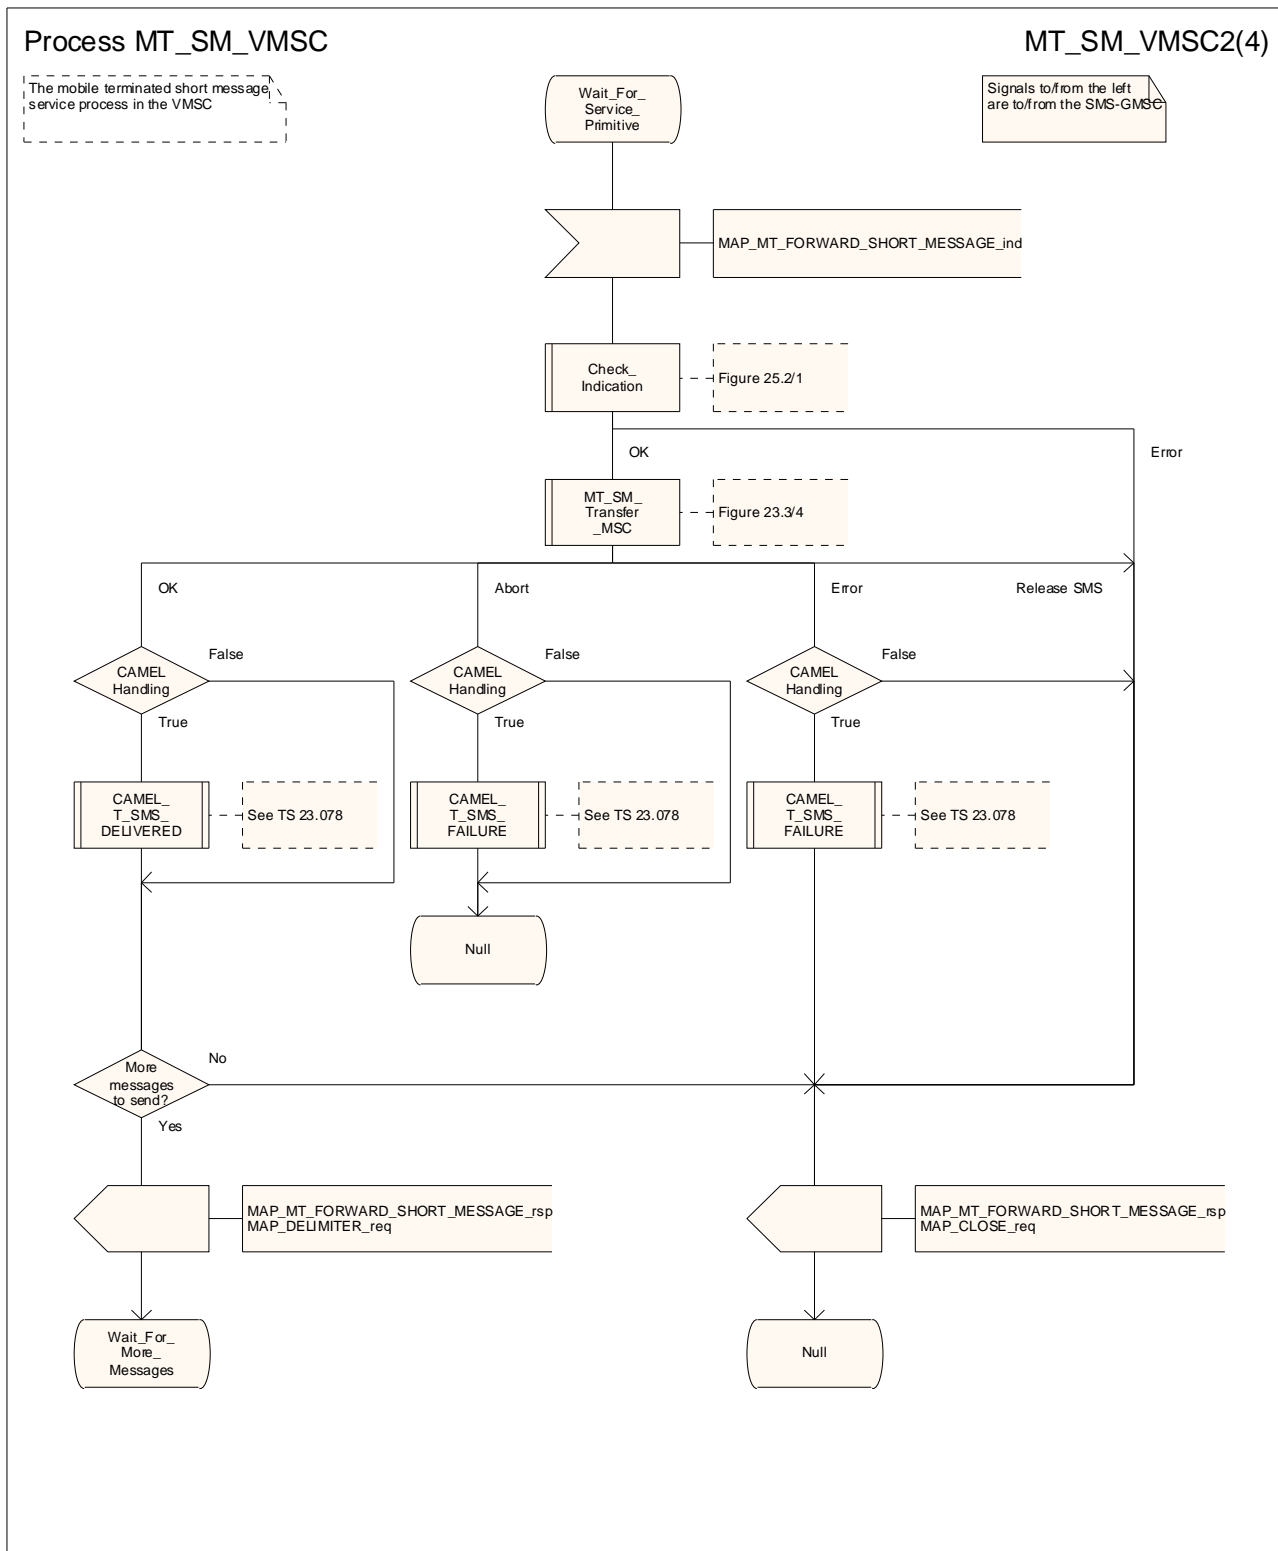 Process MT_SM_VMSC
MT_SM_VMSC2(4)
The mobile terminated short message
service process in the VMSC
Wait_For_
Service_
Primitive
Signals to/from the left
are to/from the SMS-GMSC
MAP_MT_FORWARD_SHORT_MESSAGE_ind
Check_
Indication
Figure 25.2/1
OK
Error
MT_SM_
Transfer
_MSC
Figure 23.3/4
OK
Abort
Error
Release SMS
CAMEL
Handling
False
True
CAMEL
Handling
False
True
CAMEL
Handling
False
True
CAMEL_
T_SMS_
DELIVERED
See TS 23.078
CAMEL_
T_SMS_
FAILURE
See TS 23.078
CAMEL_
T_SMS_
FAILURE
See TS 23.078
Null
More
messages
to send?
No
Yes
MAP_MT_FORWARD_SHORT_MESSAGE_rsp
MAP_DELIMITER_req
MAP_MT_FORWARD_SHORT_MESSAGE_rsp
MAP_CLOSE_req
Wait_For_
More_
Messages
Null